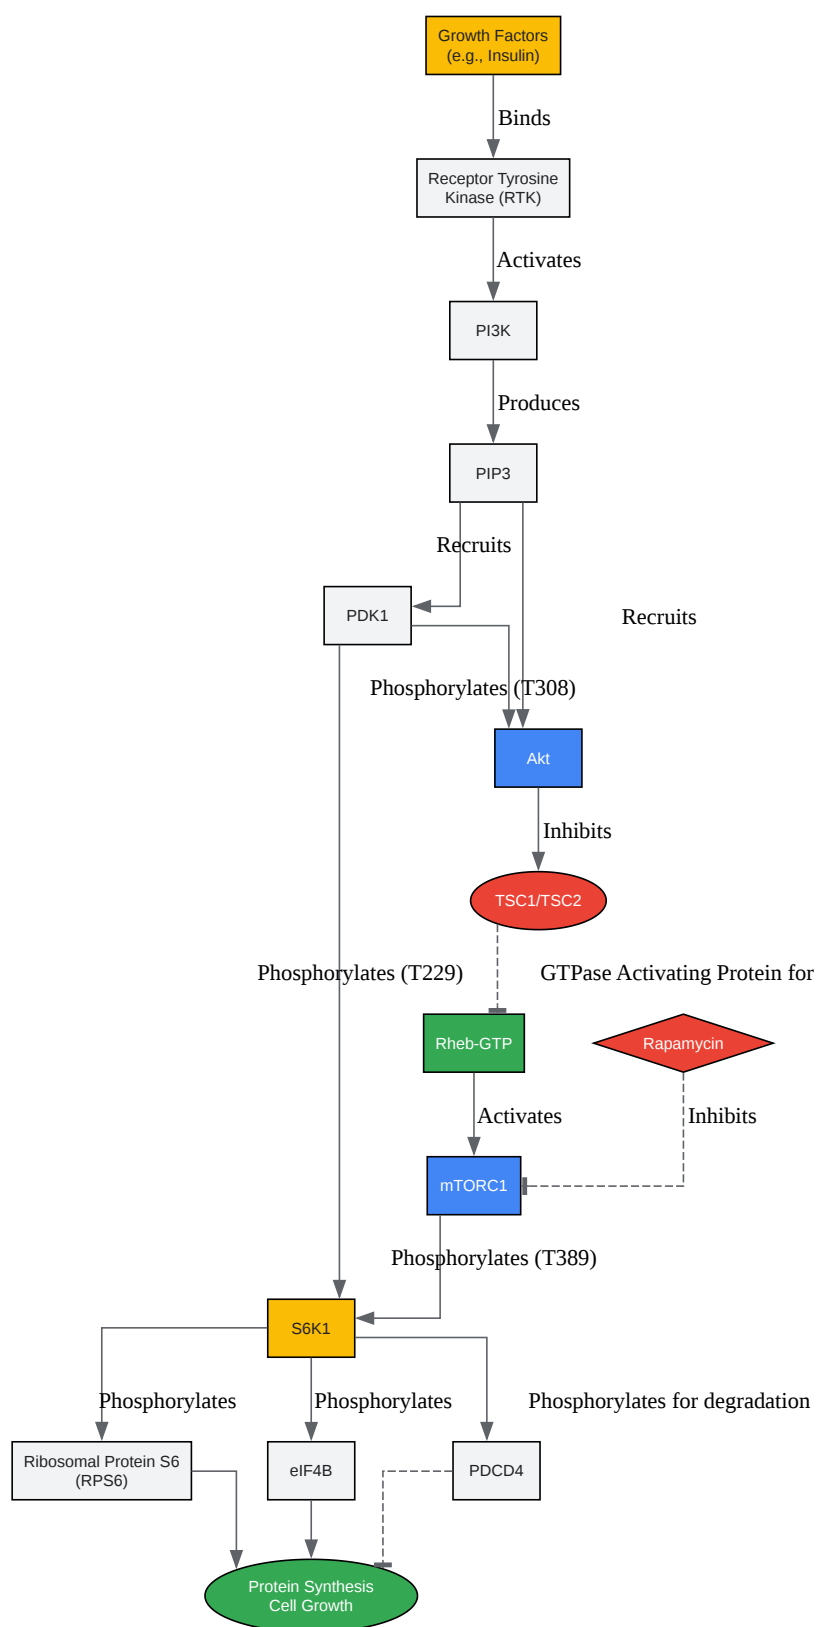 Growth Factors
(e.g., Insulin)
Binds
Receptor Tyrosine
Kinase (RTK)
Activates
PI3K
Produces
PIP3
Recruits
PDK1
Recruits
Phosphorylates (T308)
Akt
Inhibits
TSC1/TSC2
Phosphorylates (T229)
GTPase Activating Protein for
Rheb-GTP
Rapamycin
Activates
Inhibits
mTORC1
Phosphorylates (T389)
S6K1
Phosphorylates
Phosphorylates
Phosphorylates for degradation
Ribosomal Protein S6
(RPS6)
eIF4B
PDCD4
Protein Synthesis
Cell Growth